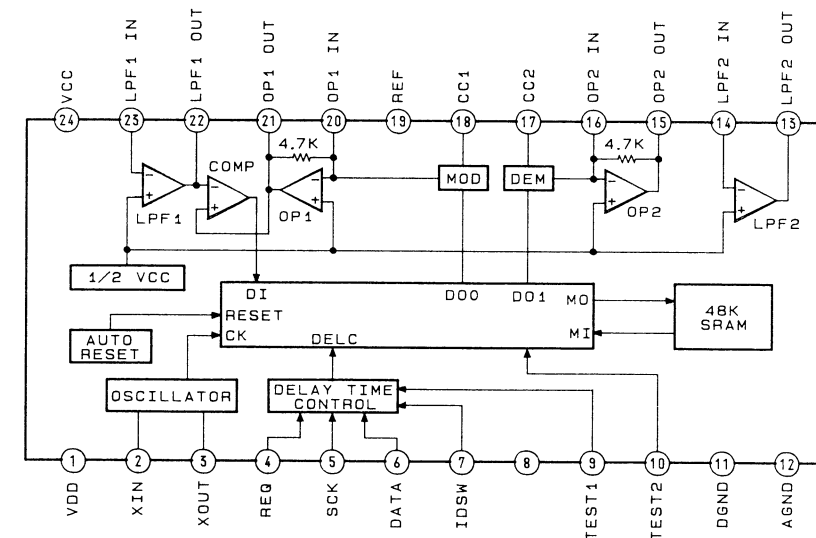 VCC
LPF1 IN
LPF1 OUT
OP1 OUT
OP1 IN
REF
CC1
CC2
OP2 IN
OP2 OUT
LPF2 IN
LPF2 OUT
24
23
22
21
20
19
18
17
16
15
14
13
4.7K
4.7K
COMP
MOD
DEM
-
+
-
+
-
+
-
+
-
+
LPF1
OP1
OP2
LPF2
1/2 VCC
DI
DO0
DO1
MO
RESET
CK
DELC
MI
48K
SRAM
AUTO
RESET
OSCILLATOR
DELAY TIME
CONTROL
1
2
3
4
5
6
7
8
9
10
11
12
VDD
XIN
XOUT
REQ
SCK
DATA
IDSW
TEST1
TEST2
DGND
AGND